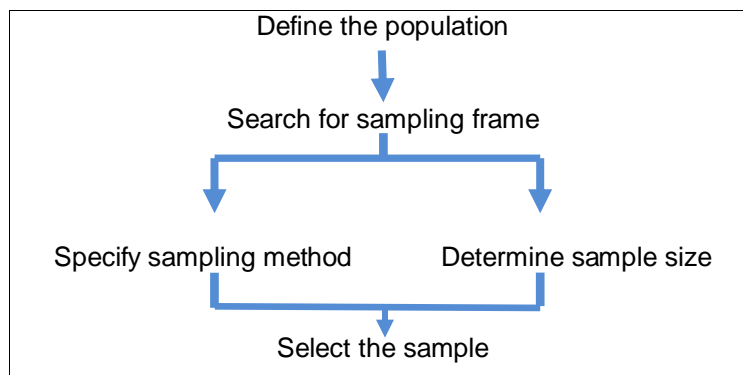 Define the population
Search for sampling frame
Specify sampling method
Determine sample size
Select the sample